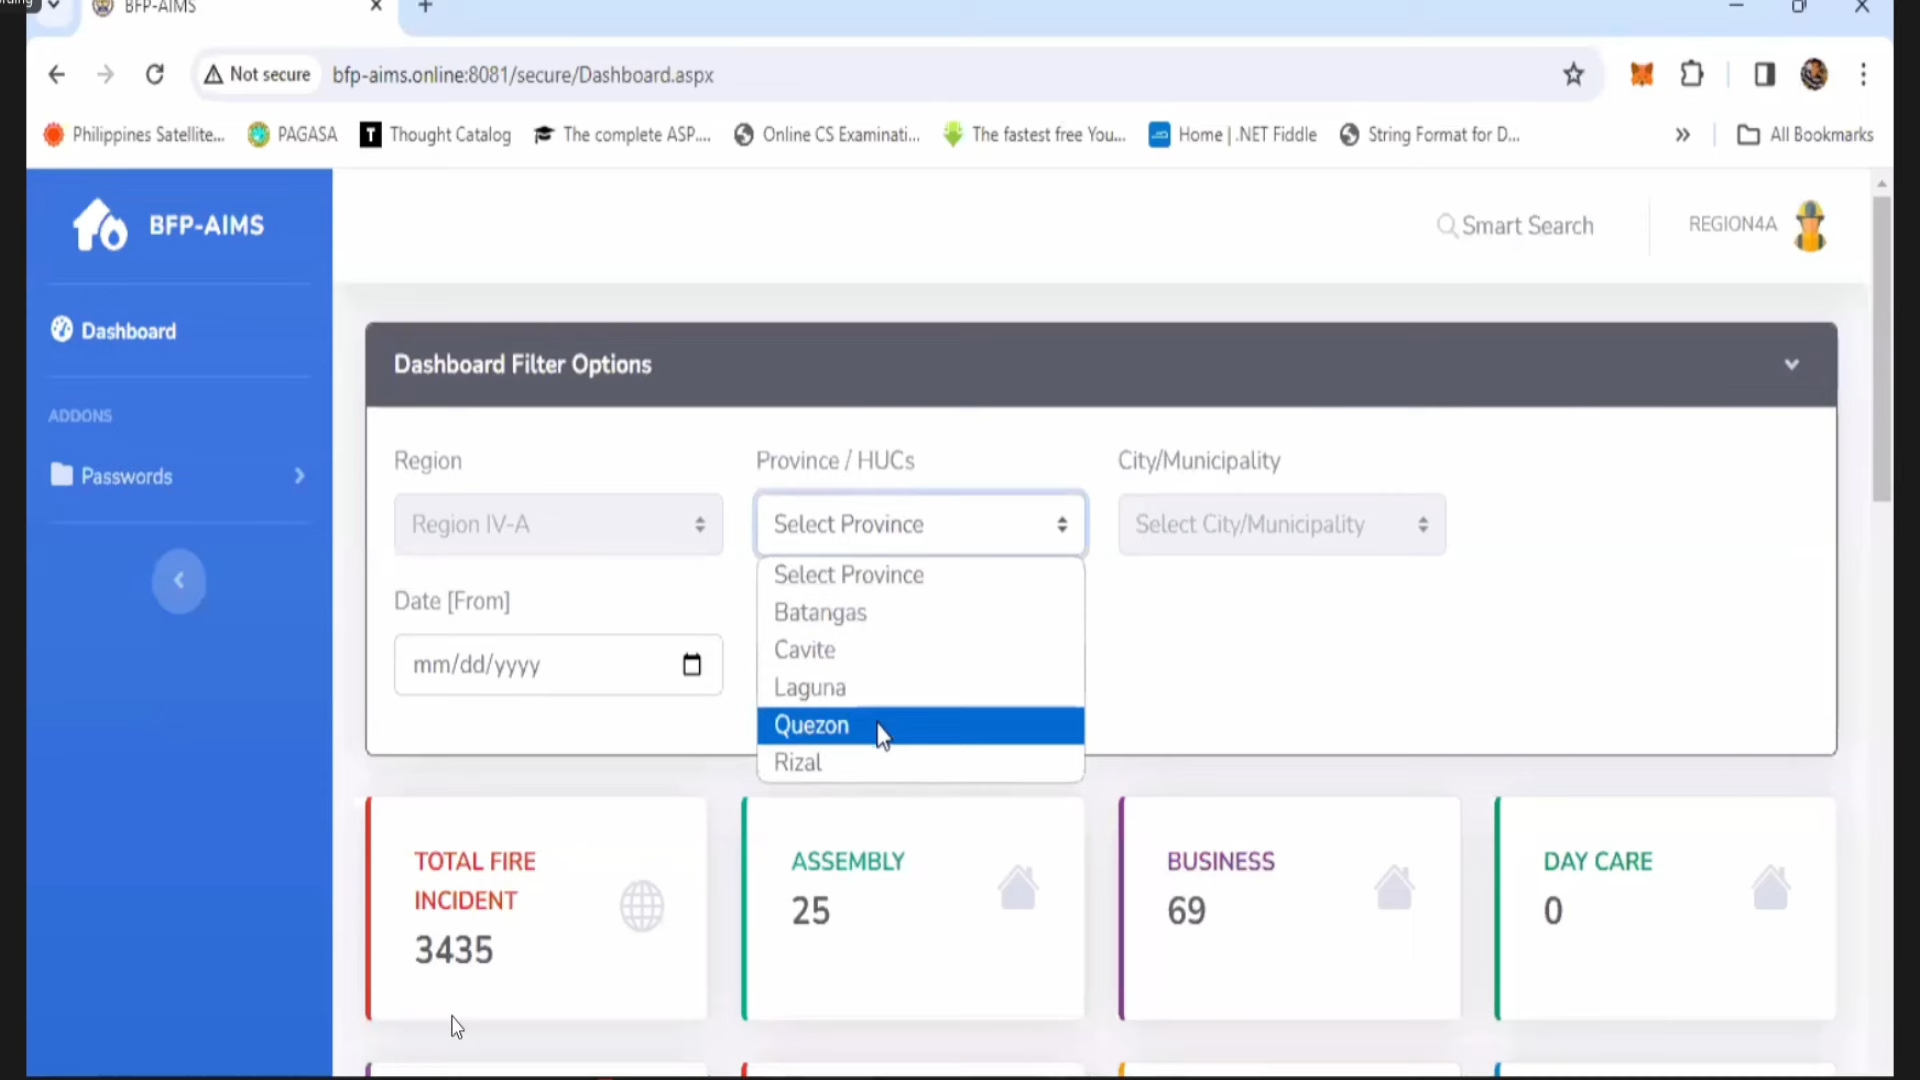 BFP-AIMS
Not secure
bfp-aims.online:8081/secure/Dashboard.aspx
Philippines Satellite...
PAGASA
Thought Catalog
The complete ASP....
Online CS Examinati...
The fastest free You...
Home | .NET Fiddle
String Format for D...
All Bookmarks
BFP-AIMS
Smart Search
REGION4A
Dashboard
ADDONS
Passwords
Dashboard Filter Options
Region
Province / HUCs
City/Municipality
Region IV-A
Select Province
Select City/Municipality
Select Province
Batangas
Cavite
Laguna
Quezon
Rizal
Date [From]
mm/dd/yyyy
TOTAL FIRE
INCIDENT
3435
ASSEMBLY
25
BUSINESS
69
DAY CARE
0